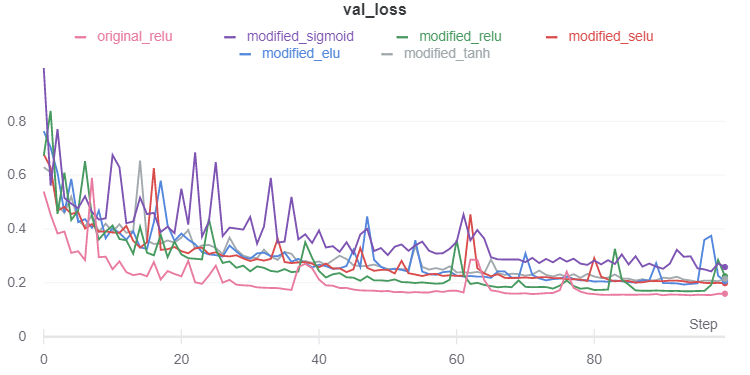 val_loss
original_relu modified_sigmoid modified_relu modified_selu
modified_elu modified_tanh
0.8
0.6
0.4
0.2
0
Step
0 20 40 60 80